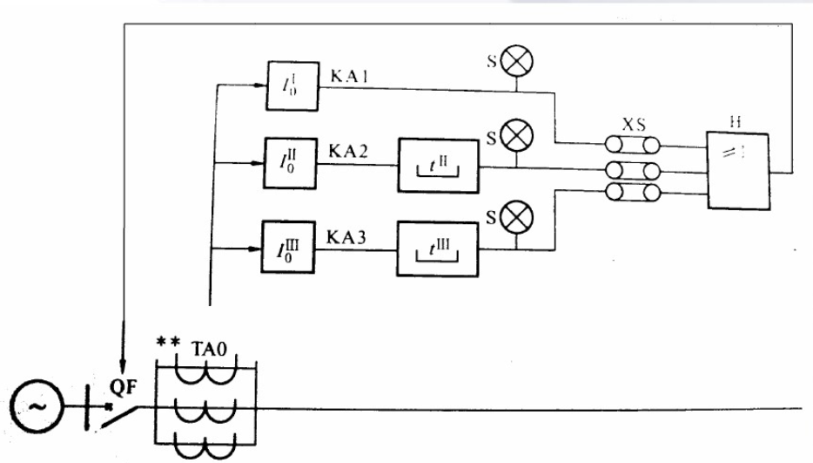 S
I₀ᴵ KA1
XS H
S
I₀ᴵᴵ KA2 tᴵᴵ
S
I₀ᴵᴵᴵ KA3 tᴵᴵᴵ
** TA0
QF
~